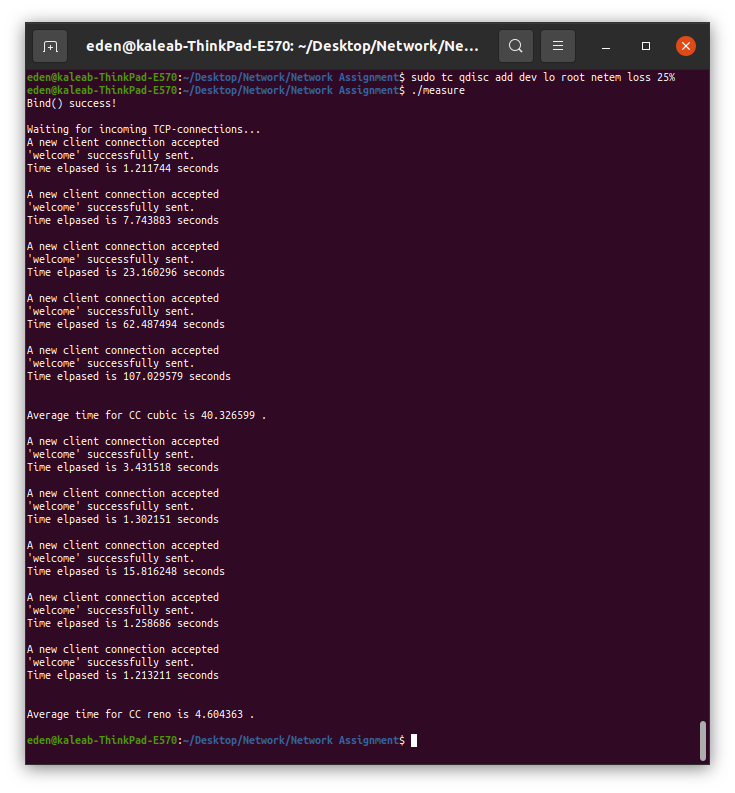 eden@kaleab-ThinkPad-E570: ~/Desktop/Network/Ne...
eden@kaleab-ThinkPad-E570:~/Desktop/Network/Network Assignment$ sudo tc qdisc add dev lo root netem loss 25%
eden@kaleab-ThinkPad-E570:~/Desktop/Network/Network Assignment$ ./measure
Bind() success!
Waiting for incoming TCP-connections...
A new client connection accepted
'welcome' successfully sent.
Time elpased is 1.211744 seconds
A new client connection accepted
'welcome' successfully sent.
Time elpased is 7.743883 seconds
A new client connection accepted
'welcome' successfully sent.
Time elpased is 23.160296 seconds
A new client connection accepted
'welcome' successfully sent.
Time elpased is 62.487494 seconds
A new client connection accepted
'welcome' successfully sent.
Time elpased is 107.029579 seconds
Average time for CC cubic is 40.326599 .
A new client connection accepted
'welcome' successfully sent.
Time elpased is 3.431518 seconds
A new client connection accepted
'welcome' successfully sent.
Time elpased is 1.302151 seconds
A new client connection accepted
'welcome' successfully sent.
Time elpased is 15.816248 seconds
A new client connection accepted
'welcome' successfully sent.
Time elpased is 1.258686 seconds
A new client connection accepted
'welcome' successfully sent.
Time elpased is 1.213211 seconds
Average time for CC reno is 4.604363 .
eden@kaleab-ThinkPad-E570:~/Desktop/Network/Network Assignment$